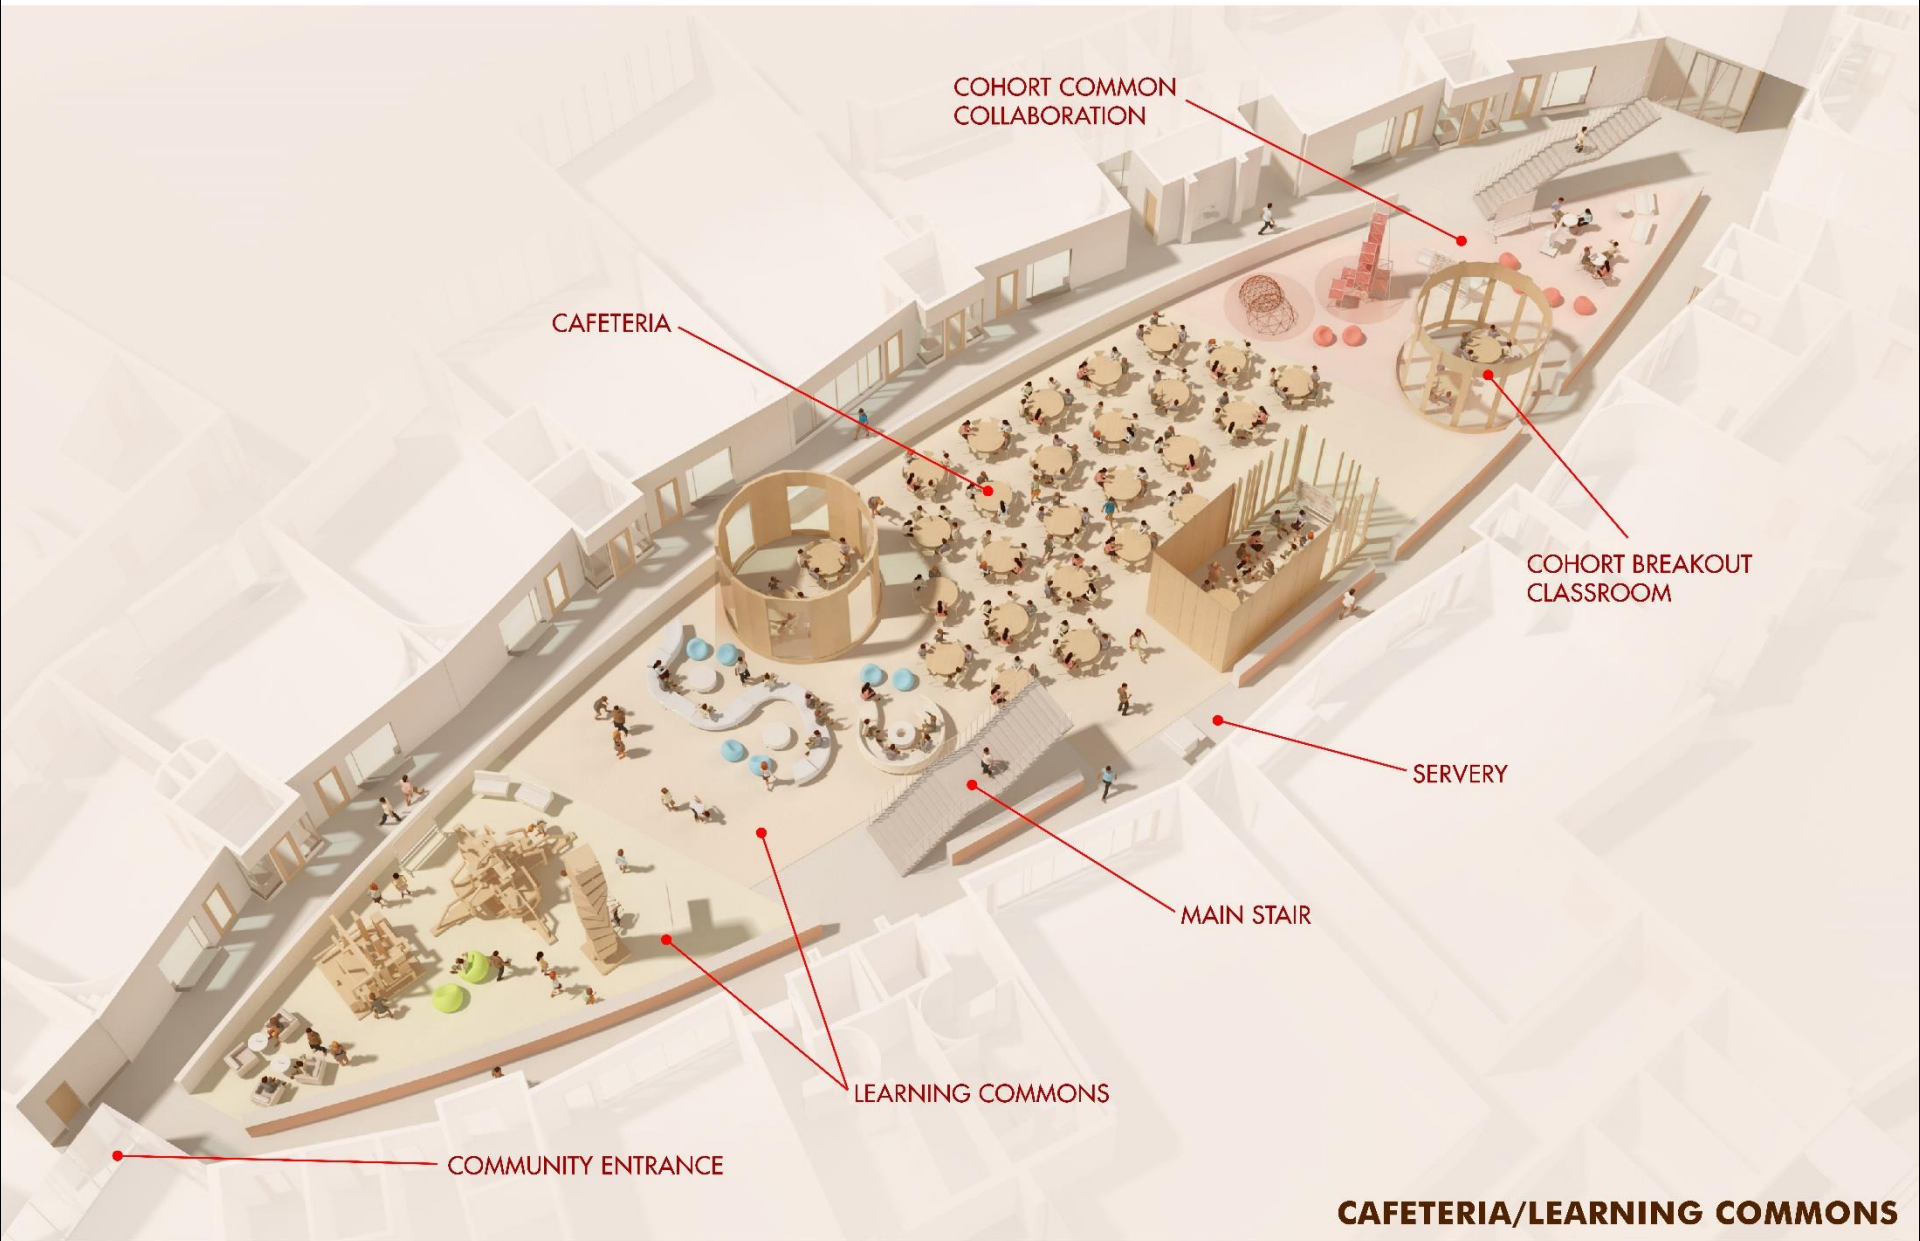 COHORT COMMON
COLLABORATION
CAFETERIA
COHORT BREAKOUT
CLASSROOM
SERVERY
MAIN STAIR
LEARNING COMMONS
COMMUNITY ENTRANCE
CAFETERIA/LEARNING COMMONS